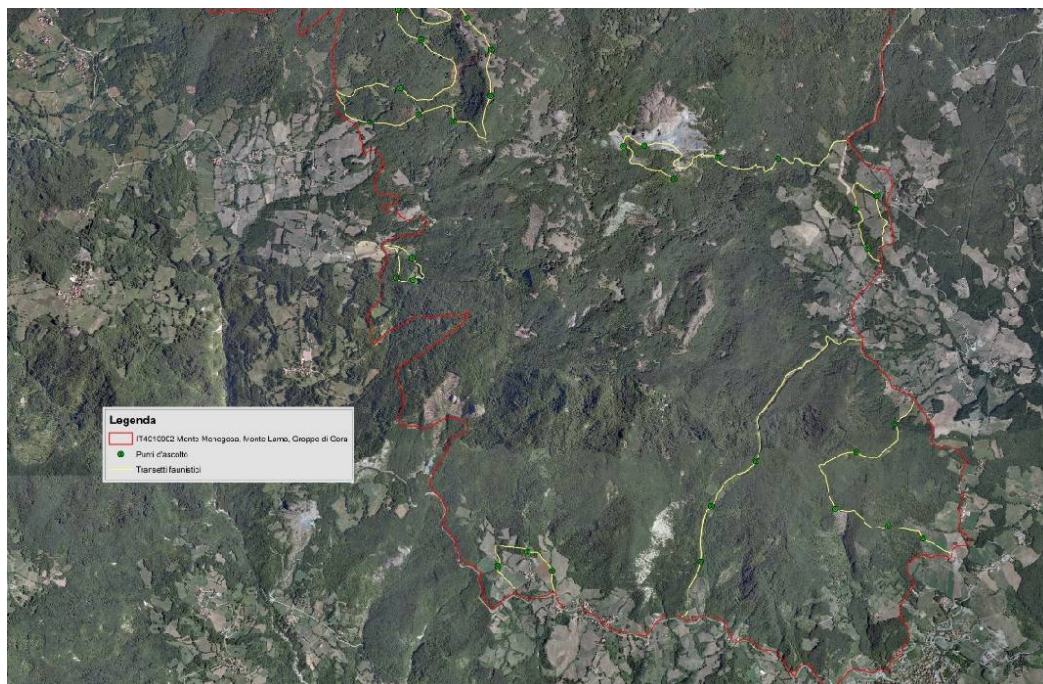 Legenda
IT4010002 Monte Menegosa, Monte Lama, Groppo di Gora
Punti d'ascolto
Transetti faunistici